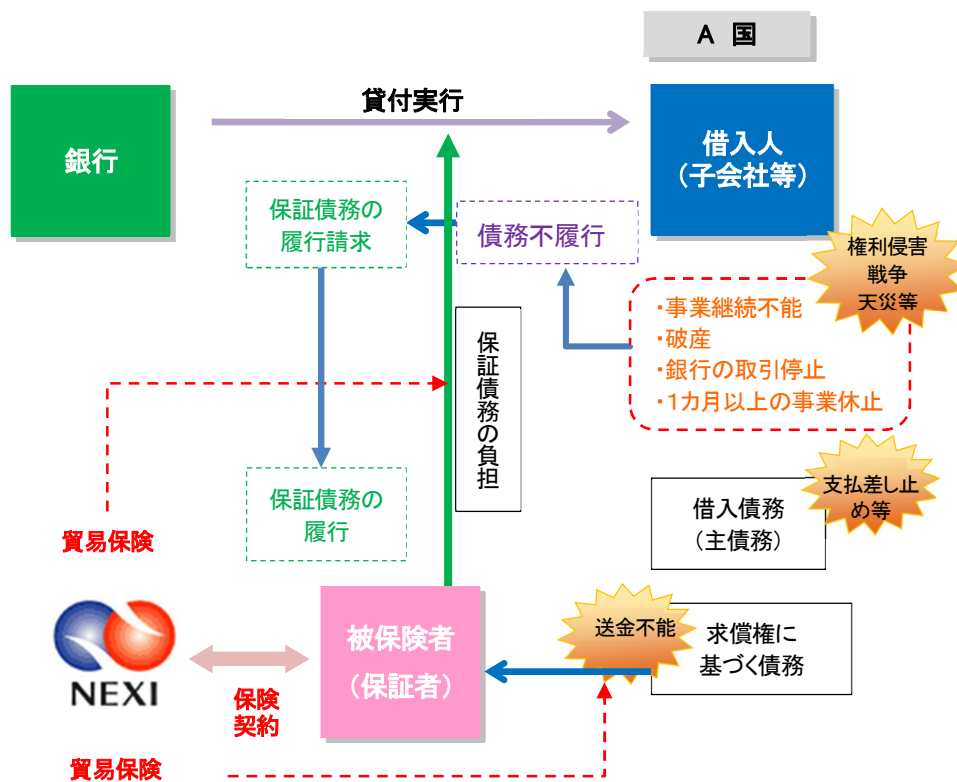 A 国
貸付実行
銀行
借入人
（子会社等）
保証債務の
履行請求
債務不履行
権利侵害
戦争
天災等
・事業継続不能
・破産
・銀行の取引停止
・１カ月以上の事業休止
保証債務の負担
保証債務の
履行
貿易保険
借入債務
（主債務）
支払差し止
め等
NEXI
保険
契約
被保険者
（保証者）
送金不能
求償権に
基づく債務
貿易保険